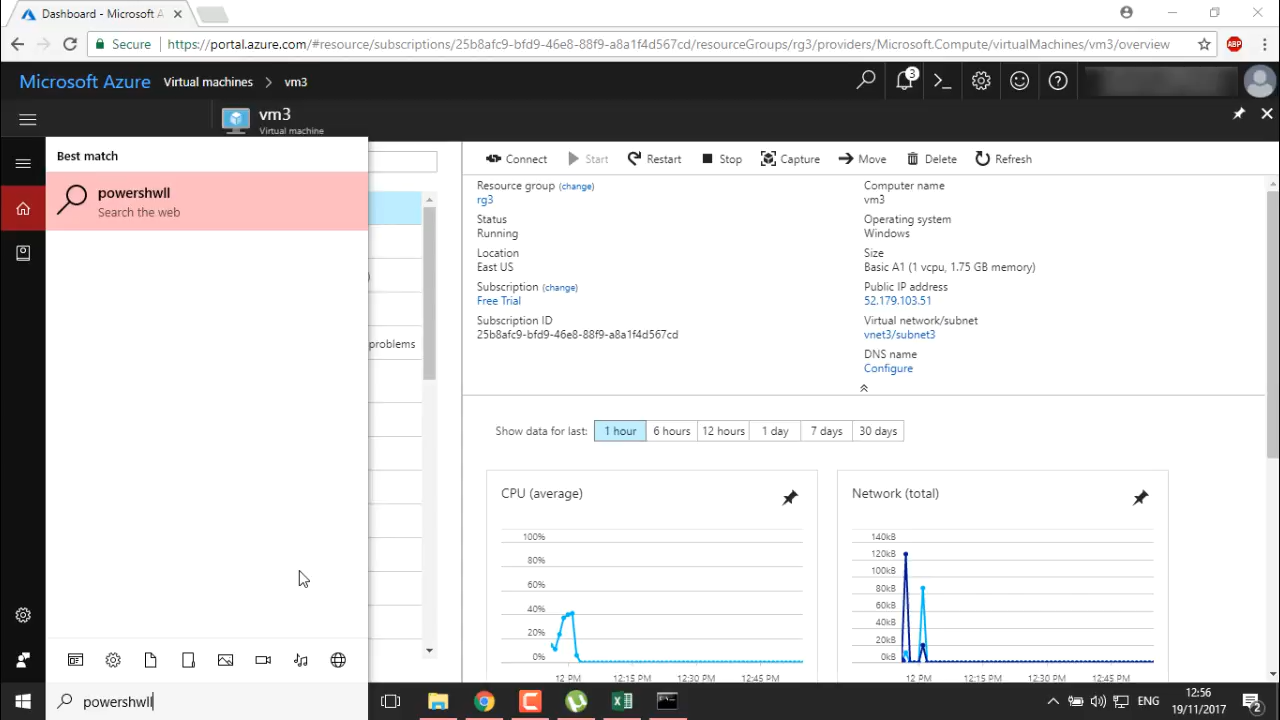 Dashboard - Microsoft A
Secure
https://portal.azure.com/#resource/subscriptions/25b8afc9-bfd9-46e8-88f9-a8a1f4d567cd/resourceGroups/rg3/providers/Microsoft.Compute/virtualMachines/vm3/overview
ABP
Microsoft Azure Virtual machines > vm3
3
vm3
Virtual machine
Best match
powershwll
Search the web
problems
Connect Start Restart Stop Capture Move Delete Refresh
Resource group (change)
rg3
Status
Running
Location
East US
Subscription (change)
Free Trial
Subscription ID
25b8afc9-bfd9-46e8-88f9-a8a1f4d567cd
Computer name
vm3
Operating system
Windows
Size
Basic A1 (1 vcpu, 1.75 GB memory)
Public IP address
52.179.103.51
Virtual network/subnet
vnet3/subnet3
DNS name
Configure
Show data for last: 1 hour 6 hours 12 hours 1 day 7 days 30 days
CPU (average)
100%
80%
60%
40%
20%
0%
12 PM 12:15 PM 12:30 PM 12:45 PM
Network (total)
140kB
120kB
100kB
80kB
60kB
40kB
20kB
0kB
12 PM 12:15 PM 12:30 PM 12:45 PM
powershwll
ENG
12:56
19/11/2017
2